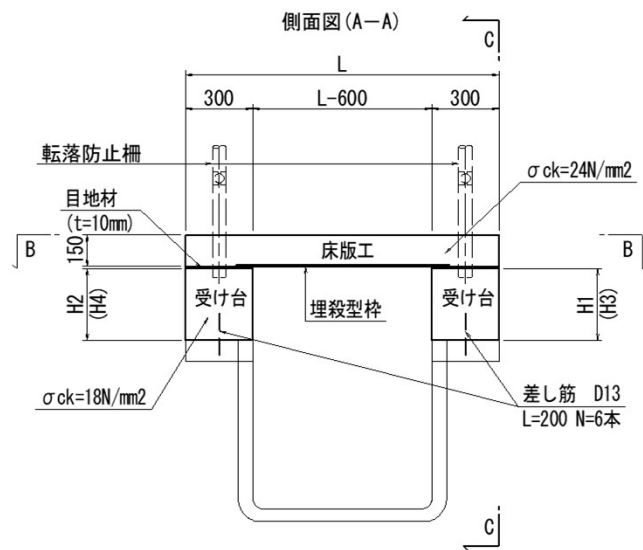 側面図(A－A)
C
L
300
L-600
300
転落防止柵
σck=24N/mm2
目地材
(t=10mm)
B
150
床版工
B
H2
(H4)
受け台
埋殺型枠
受け台
H1
(H3)
σck=18N/mm2
差し筋 D13
L=200 N=6本
C